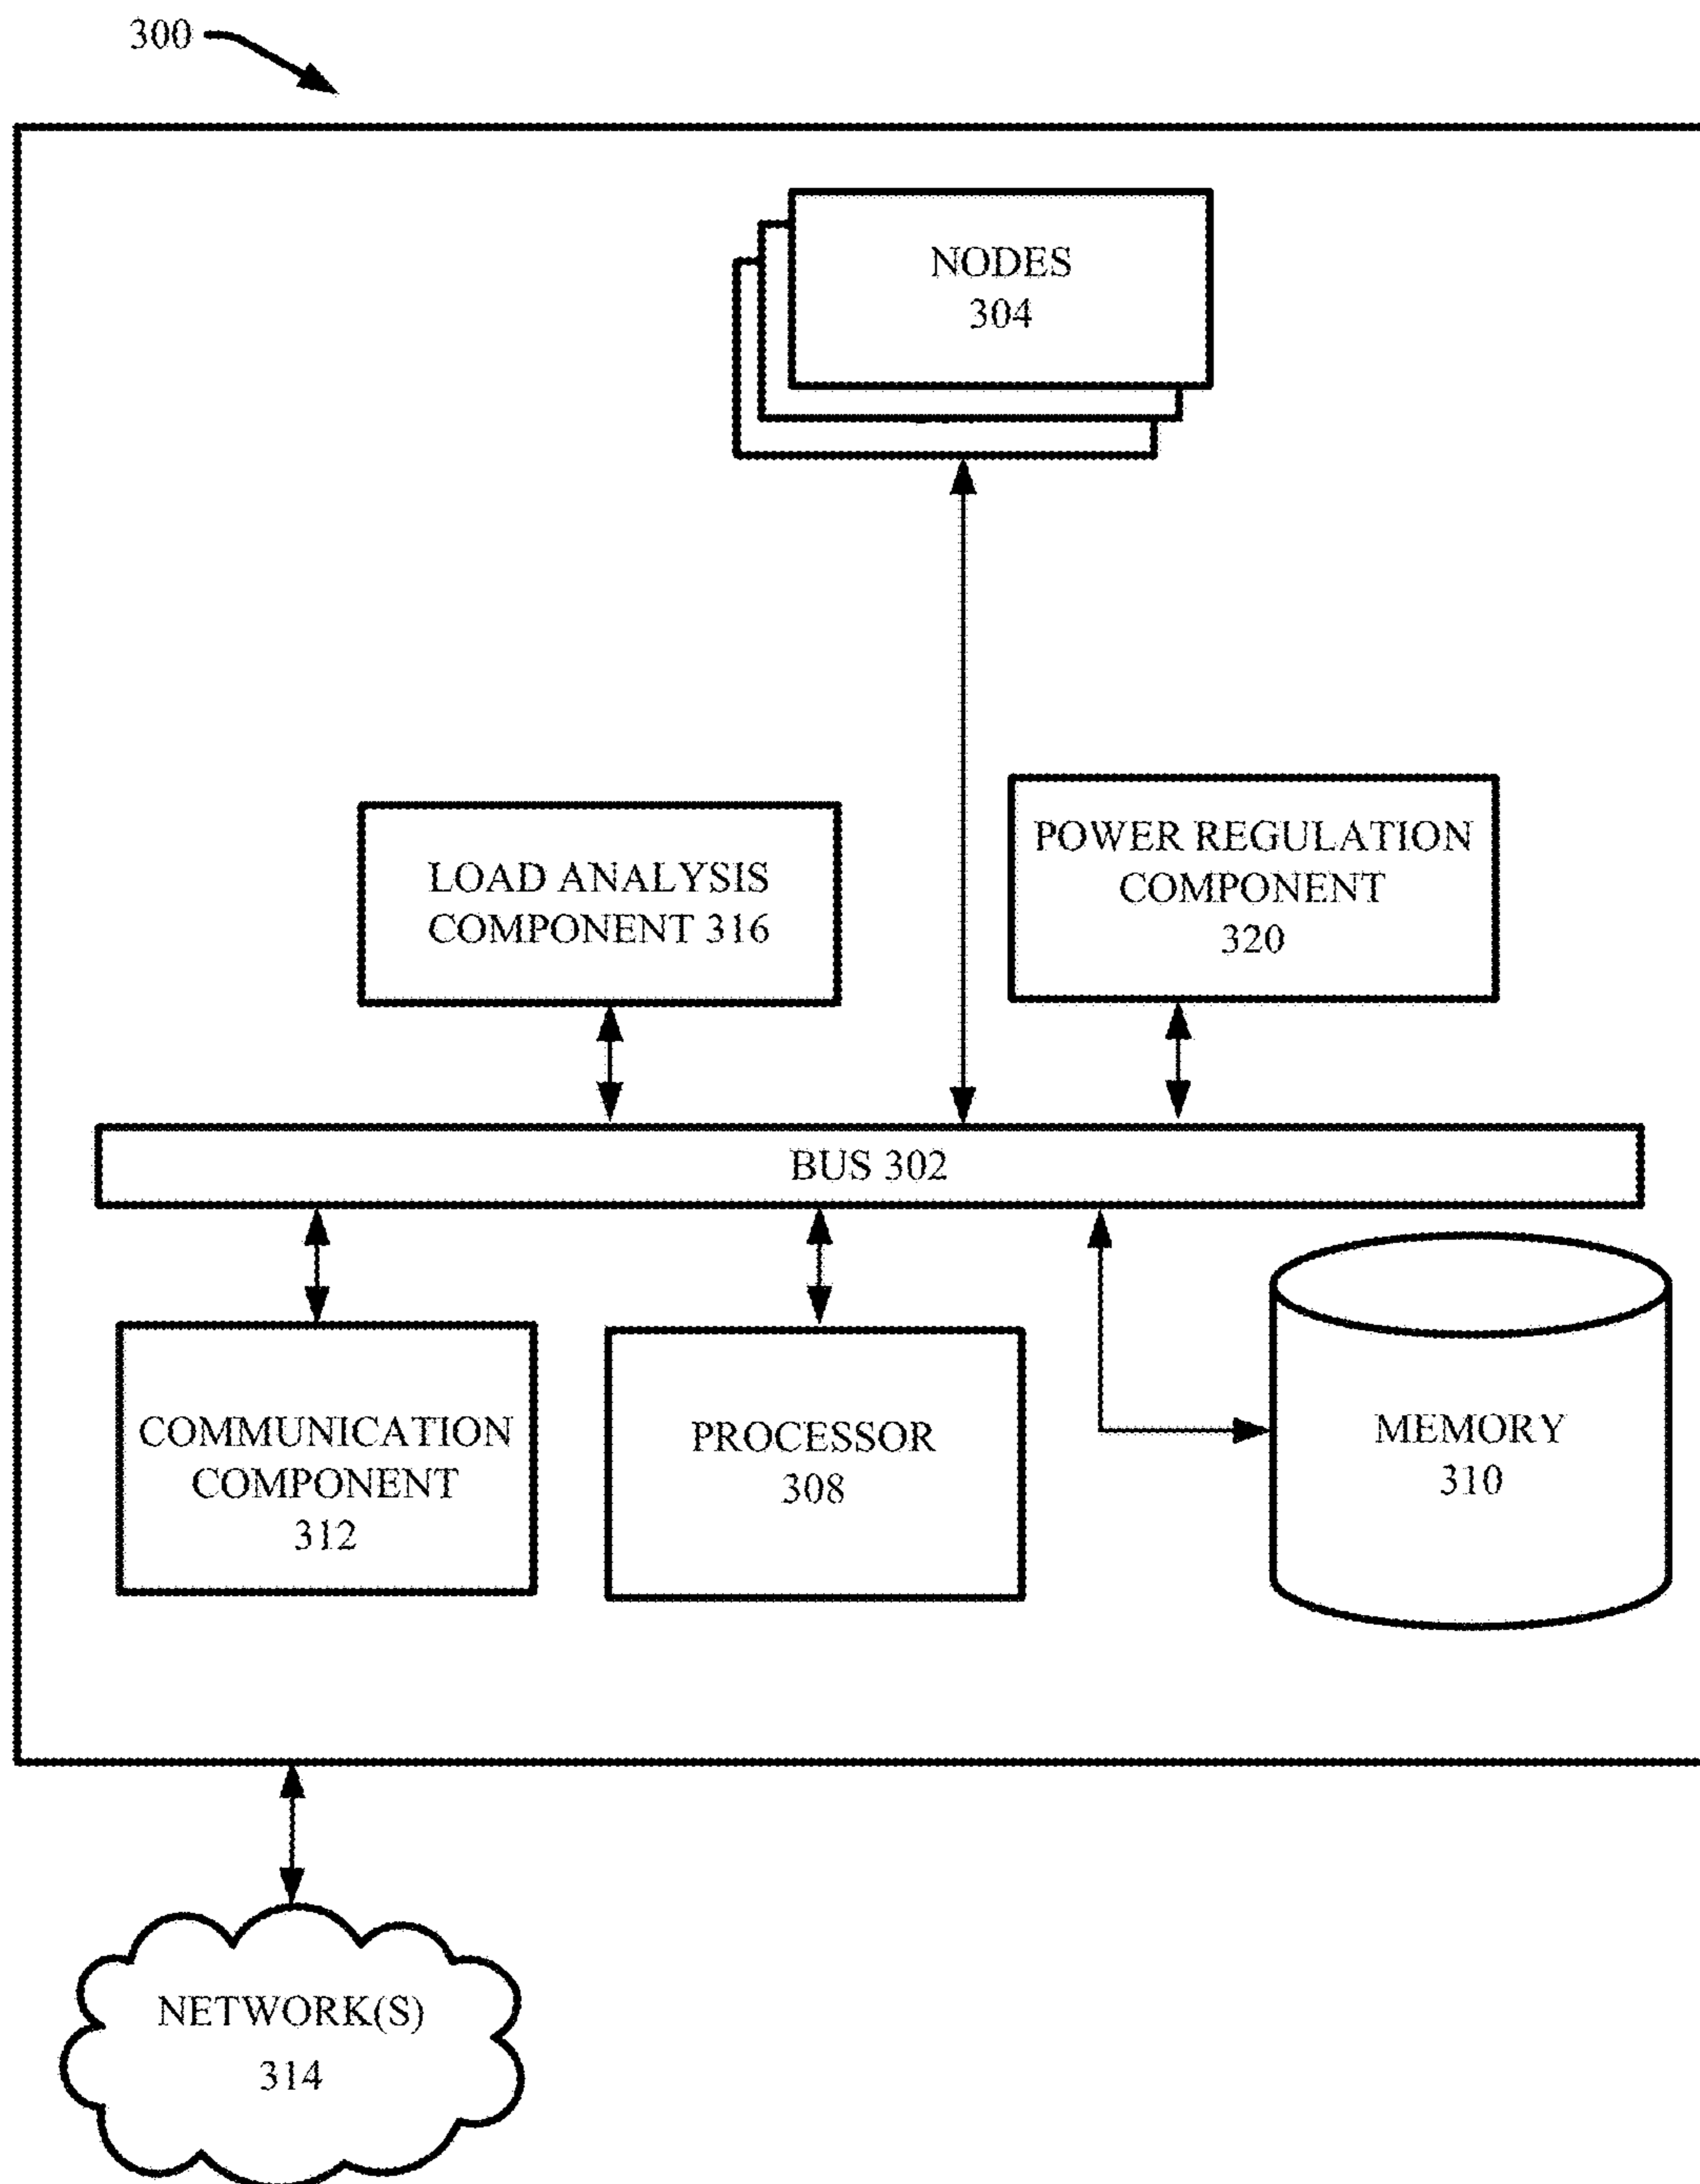 300
NODES
304
LOAD ANALYSIS
COMPONENT 316
POWER REGULATION
COMPONENT
320
BUS 302
COMMUNICATION
COMPONENT
312
PROCESSOR
308
MEMORY
310
NETWORK(S)
314